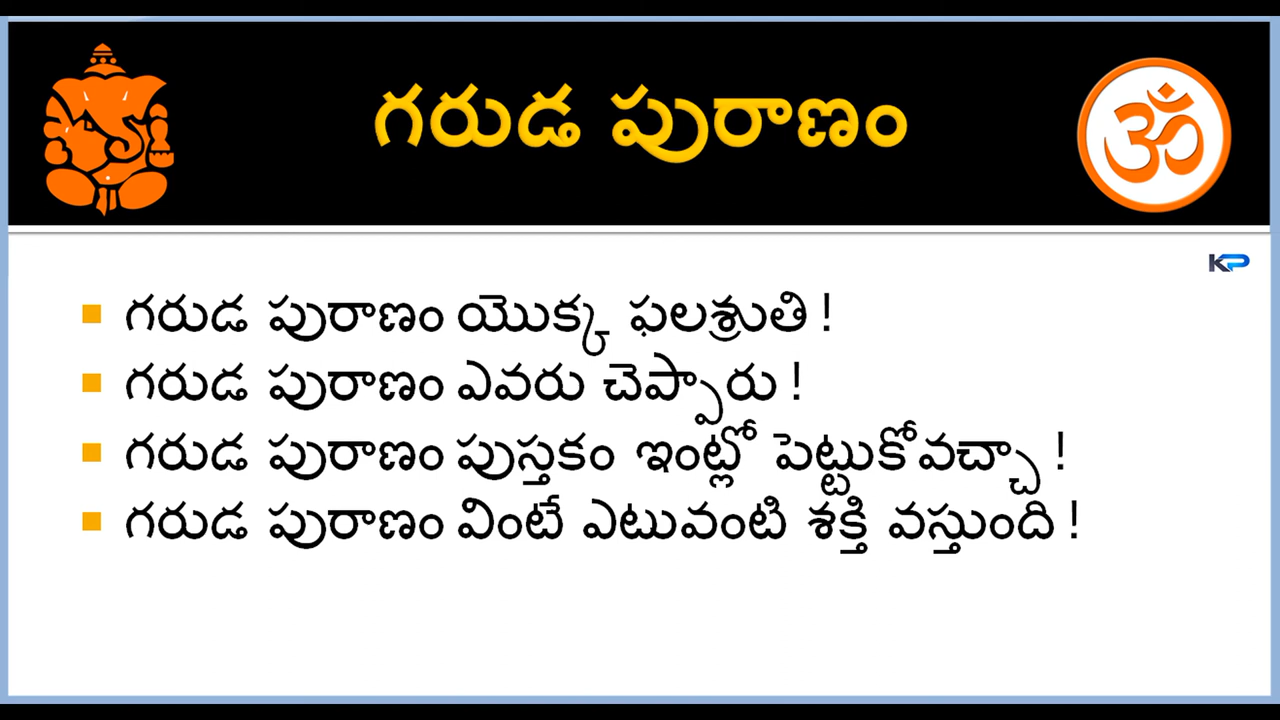 గరుడ పురాణం
ॐ
KP
గరుడ పురాణం యొక్క ఫలశ్రుతి !
గరుడ పురాణం ఎవరు చెప్పారు !
గరుడ పురాణం పుస్తకం ఇంట్లో పెట్టుకోవచ్చా !
గరుడ పురాణం వింటే ఎటువంటి శక్తి వస్తుంది !